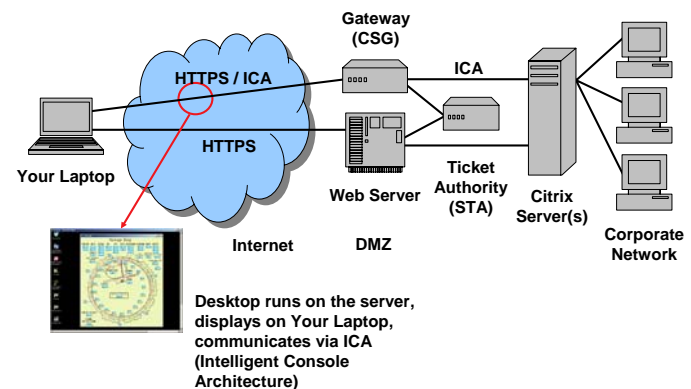 Gateway
(CSG)
HTTPS / ICA
ICA
HTTPS
Your Laptop
Web Server
Ticket
Authority
(STA)
Citrix
Server(s)
Corporate
Network
Internet
DMZ
Desktop runs on the server,
displays on Your Laptop,
communicates via ICA
(Intelligent Console
Architecture)